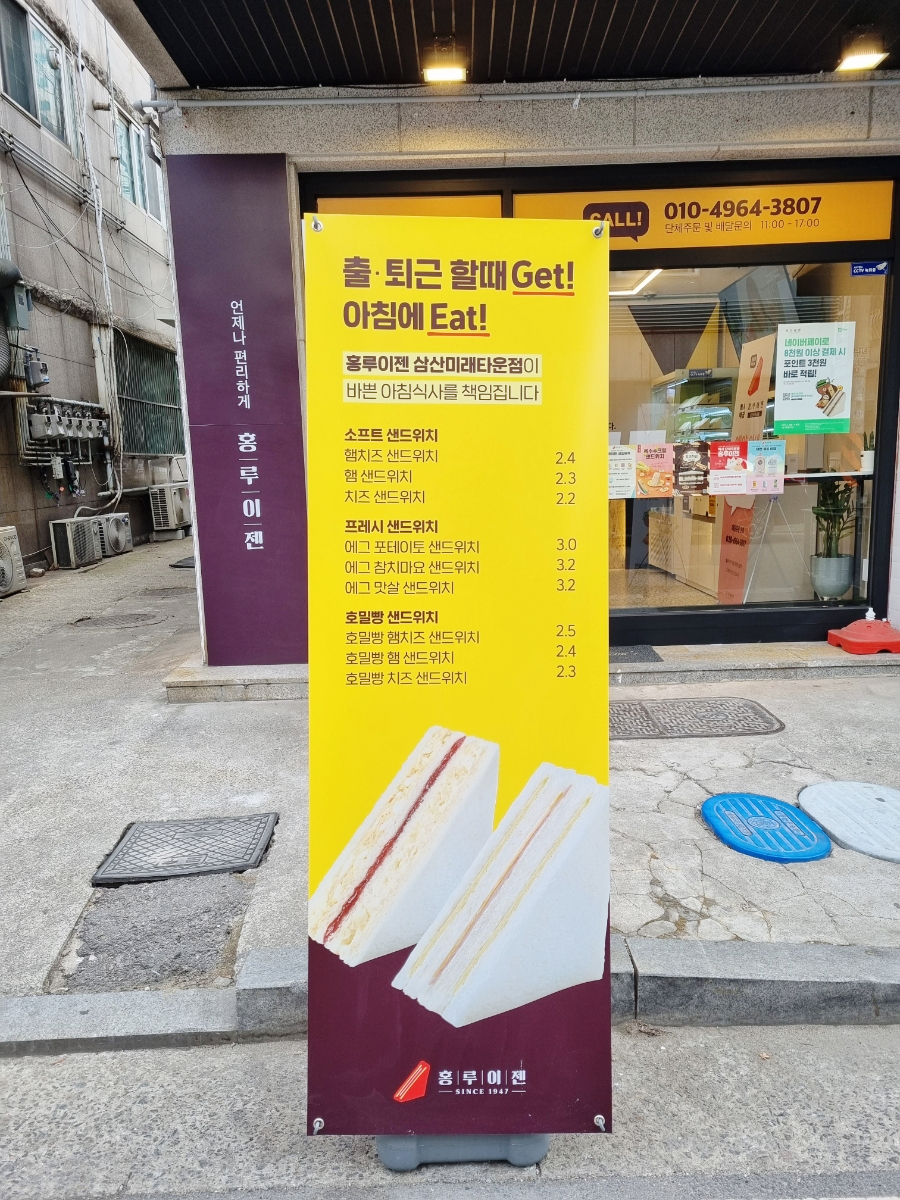 CALL!
010-4964-3807
단체주문 및 배달문의 11:00 - 17:00
출·퇴근 할때 Get!
아침에 Eat!
홍루이젠 삼산미래타운점이
바쁜 아침식사를 책임집니다
소프트 샌드위치
햄치즈 샌드위치 2.4
햄 샌드위치 2.3
치즈 샌드위치 2.2
프레시 샌드위치
에그 포테이토 샌드위치 3.0
에그 참치마요 샌드위치 3.2
에그 맛살 샌드위치 3.2
호밀빵 샌드위치
호밀빵 햄치즈 샌드위치 2.5
호밀빵 햄 샌드위치 2.4
호밀빵 치즈 샌드위치 2.3
홍루이젠
SINCE 1947
언제나 편리하게 홍루이젠
네이버페이로
8천원 이상 결제 시
포인트 3천원
바로 적립!